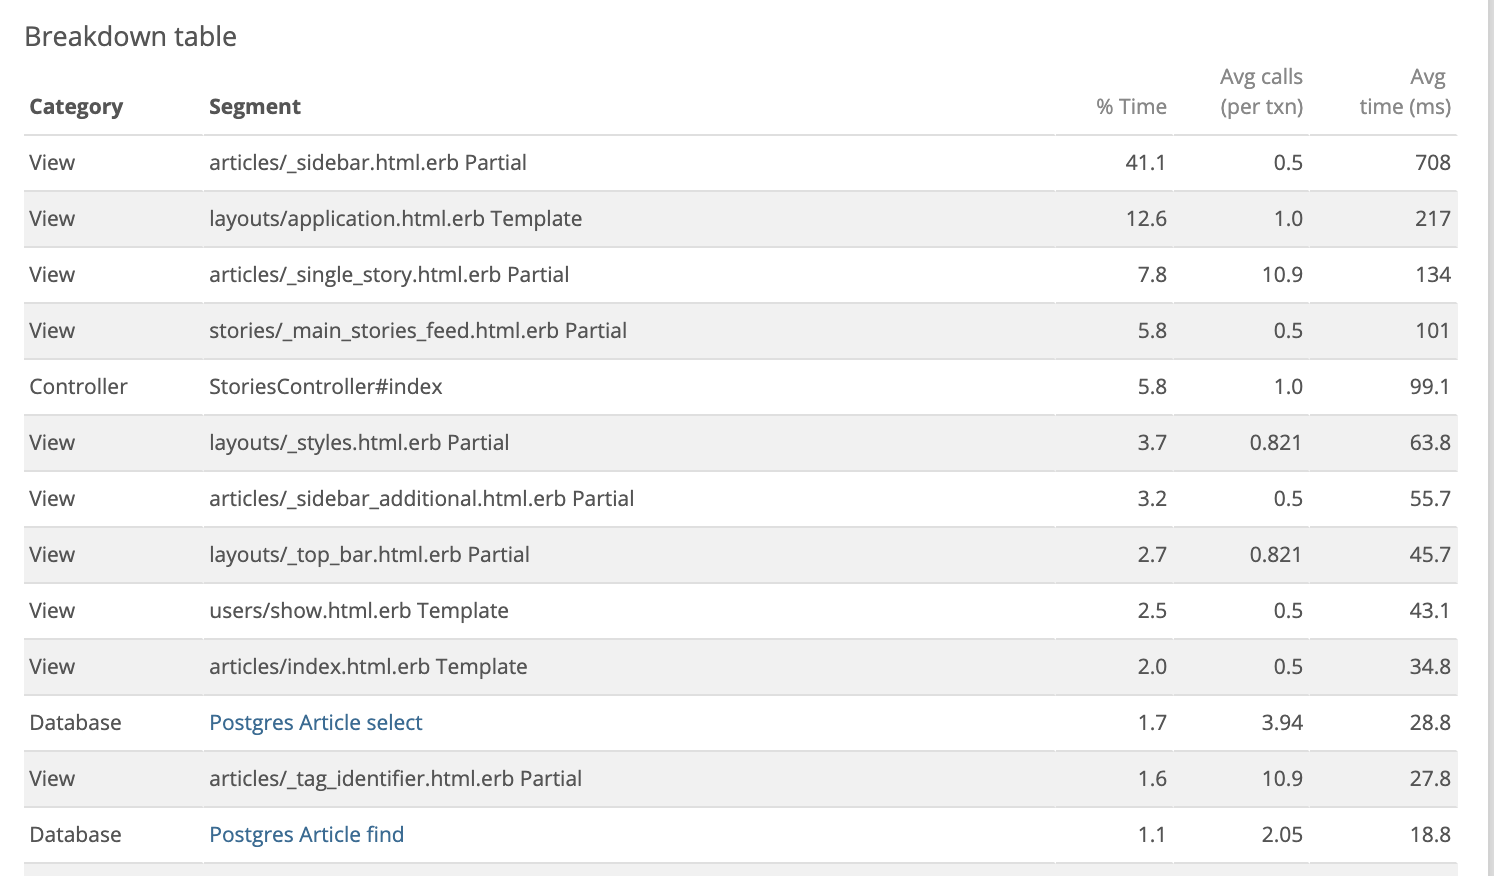 Breakdown table
Category Segment % Time Avg calls (per txn) Avg time (ms)
View articles/_sidebar.html.erb Partial 41.1 0.5 708
View layouts/application.html.erb Template 12.6 1.0 217
View articles/_single_story.html.erb Partial 7.8 10.9 134
View stories/_main_stories_feed.html.erb Partial 5.8 0.5 101
Controller StoriesController#index 5.8 1.0 99.1
View layouts/_styles.html.erb Partial 3.7 0.821 63.8
View articles/_sidebar_additional.html.erb Partial 3.2 0.5 55.7
View layouts/_top_bar.html.erb Partial 2.7 0.821 45.7
View users/show.html.erb Template 2.5 0.5 43.1
View articles/index.html.erb Template 2.0 0.5 34.8
Database Postgres Article select 1.7 3.94 28.8
View articles/_tag_identifier.html.erb Partial 1.6 10.9 27.8
Database Postgres Article find 1.1 2.05 18.8